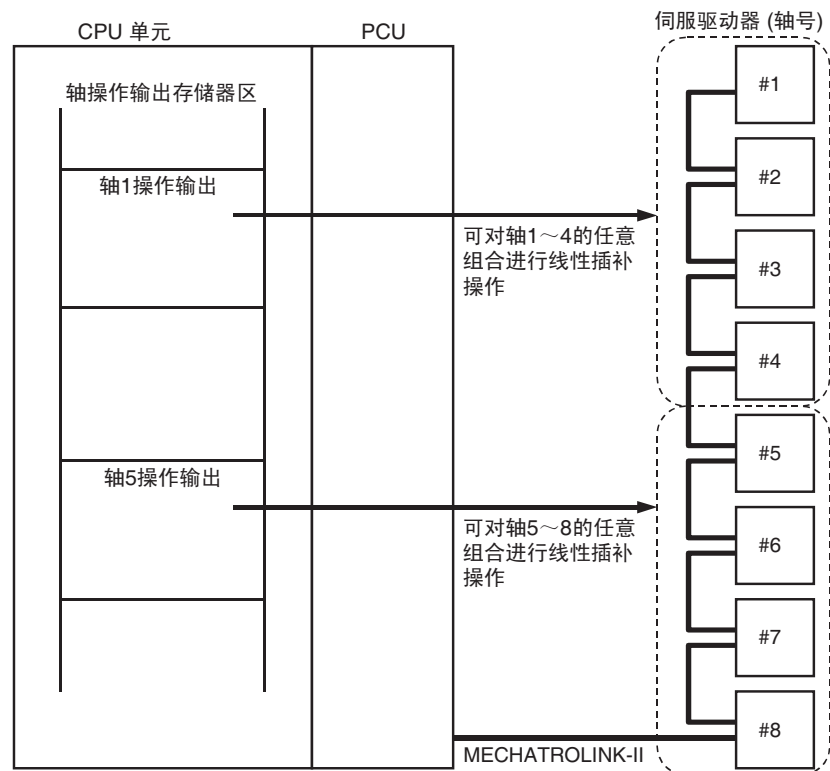 CPU 单元
PCU
伺服驱动器 (轴号)
轴操作输出存储器区
轴1操作输出
可对轴1～4的任意
组合进行线性插补
操作
轴5操作输出
可对轴5～8的任意
组合进行线性插补
操作
MECHATROLINK-II
#1
#2
#3
#4
#5
#6
#7
#8